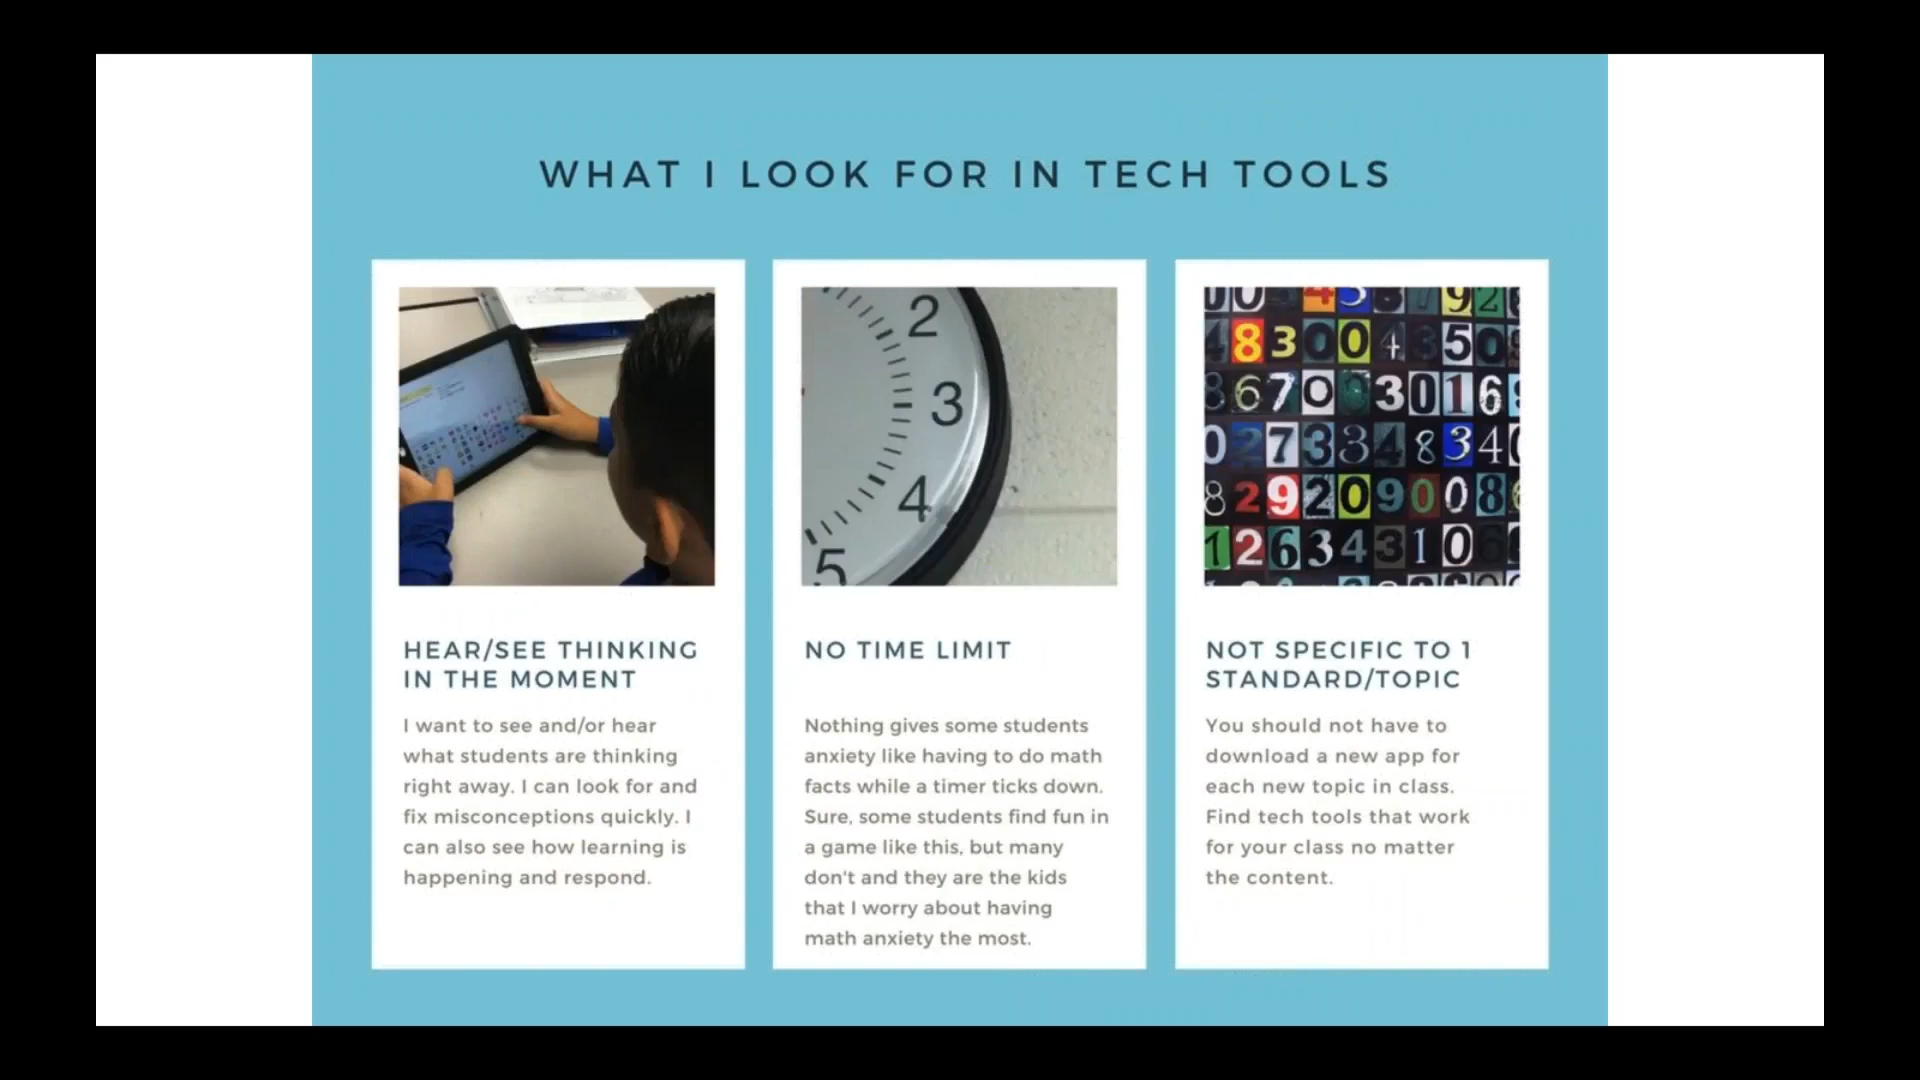 WHAT I LOOK FOR IN TECH TOOLS
2
3
4
5
HEAR/SEE THINKING
IN THE MOMENT
I want to see and/or hear
what students are thinking
right away. I can look for and
fix misconceptions quickly. I
can also see how learning is
happening and respond.
NO TIME LIMIT
Nothing gives some students
anxiety like having to do math
facts while a timer ticks down.
Sure, some students find fun in
a game like this, but many
don't and they are the kids
that I worry about having
math anxiety the most.
NOT SPECIFIC TO 1
STANDARD/TOPIC
You should not have to
download a new app for
each new topic in class.
Find tech tools that work
for your class no matter
the content.